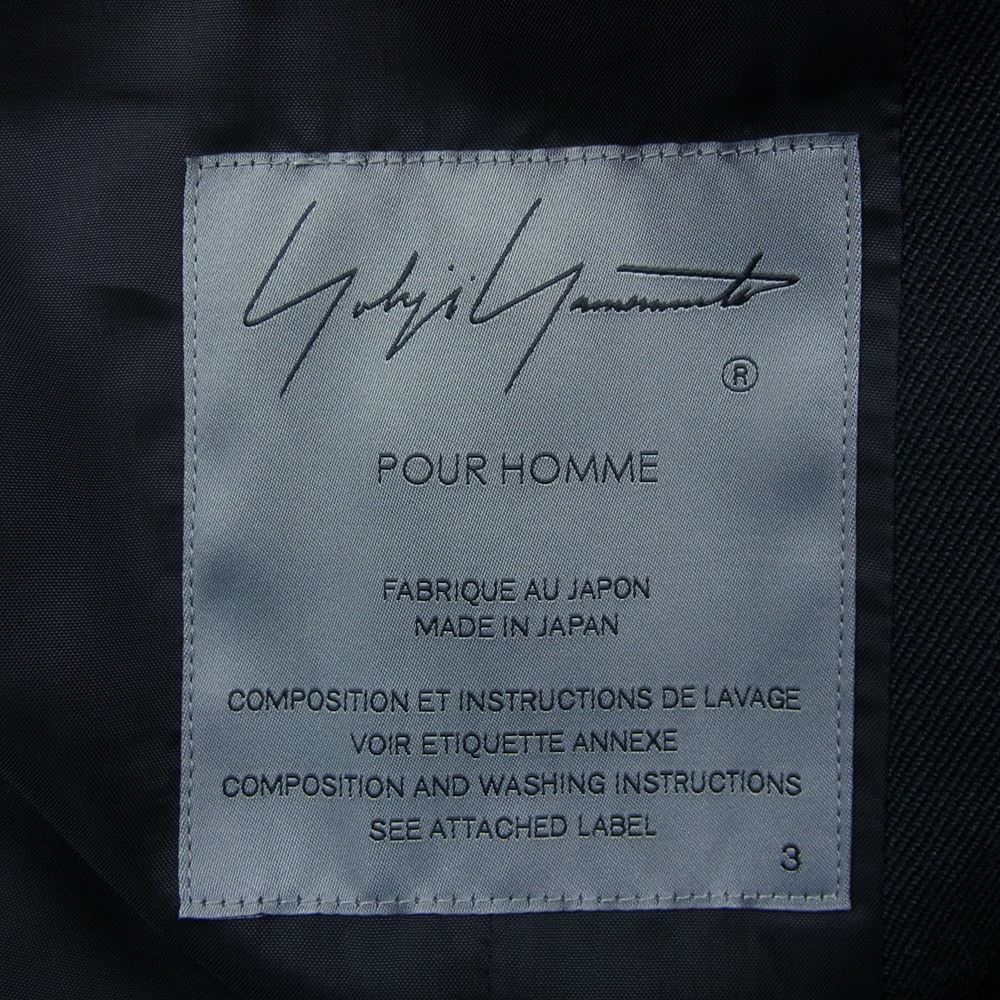 Yohji Yamamoto
®
POUR HOMME
FABRIQUE AU JAPON
MADE IN JAPAN
COMPOSITION ET INSTRUCTIONS DE LAVAGE
VOIR ETIQUETTE ANNEXE
COMPOSITION AND WASHING INSTRUCTIONS
SEE ATTACHED LABEL
3